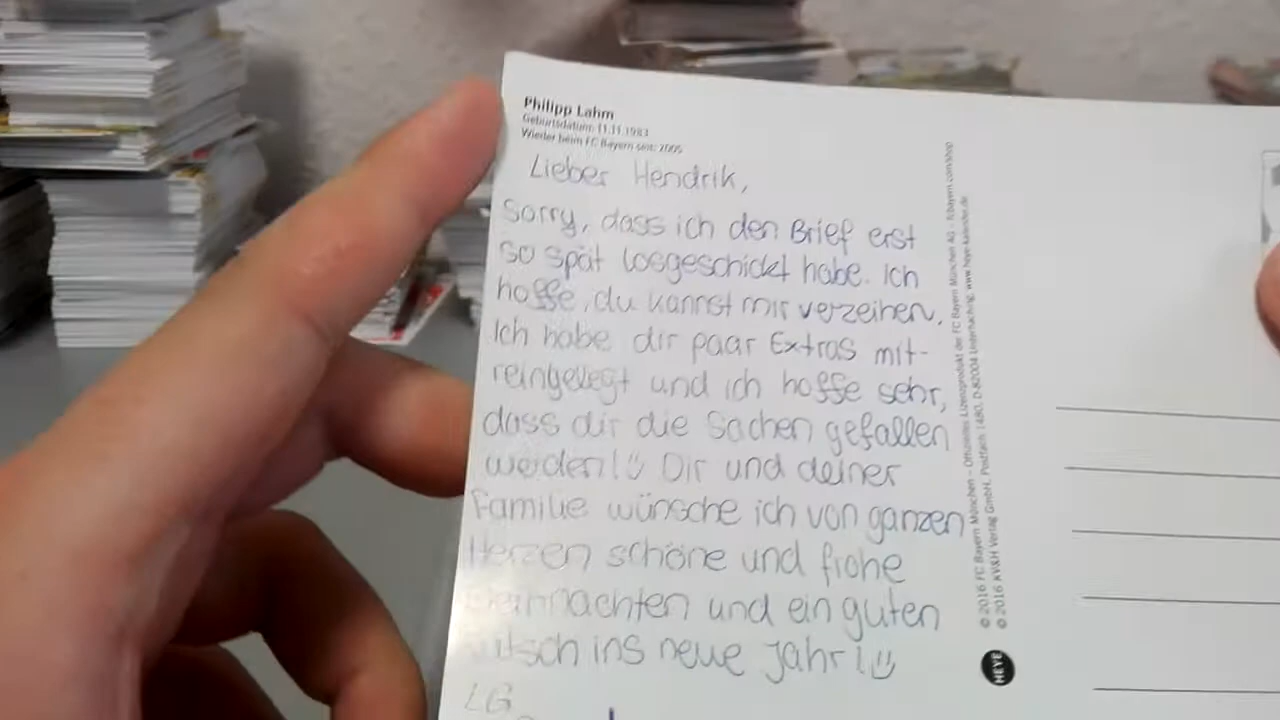 Philipp Lahm
Geburtsdatum: 11.11.1983
Wieder beim FC Bayern seit: 2005
Lieber Hendrik,
Sorry, dass ich den Brief erst
so spät losgeschickt habe. Ich
hoffe, du kannst mir verzeihen.
Ich habe dir paar Extras mit-
reingelegt und ich hoffe sehr,
dass dir die Sachen gefallen
werden! Dir und deiner
Familie wünsche ich von ganzen
Herzen schöne und frohe
Weihnachten und ein guten
Rutsch ins neue Jahr!
LG
© 2016 FC Bayern München – Offizielles Lizenzprodukt der FC Bayern München AG · fcbayern.com/shop
© 2016 KV&H Verlag GmbH, Postfach 1480, D-82004 Unterhaching, www.heye-kalender.de
HEYE